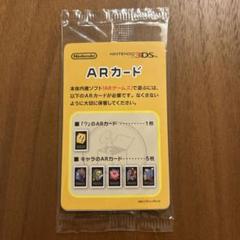 Nintendo
NINTENDO3DS
ARカード
本体内蔵ソフト「ARゲームズ」で遊ぶには、
以下のARカードが必要です。なくさない
ように大切に保管してください。
■「?」のARカード 1枚
■キャラのARカード 5枚